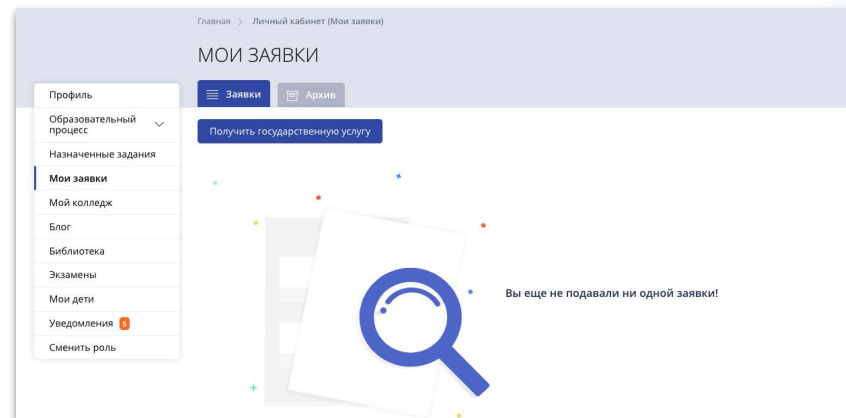 Главная > Личный кабинет (Мои заявки)
МОИ ЗАЯВКИ
Заявки
Архив
Получить государственную услугу
Профиль
Образовательный
процесс
Назначенные задания
Мои заявки
Мой колледж
Блог
Библиотека
Экзамены
Мои дети
Уведомления 5
Сменить роль
Вы еще не подавали ни одной заявки!